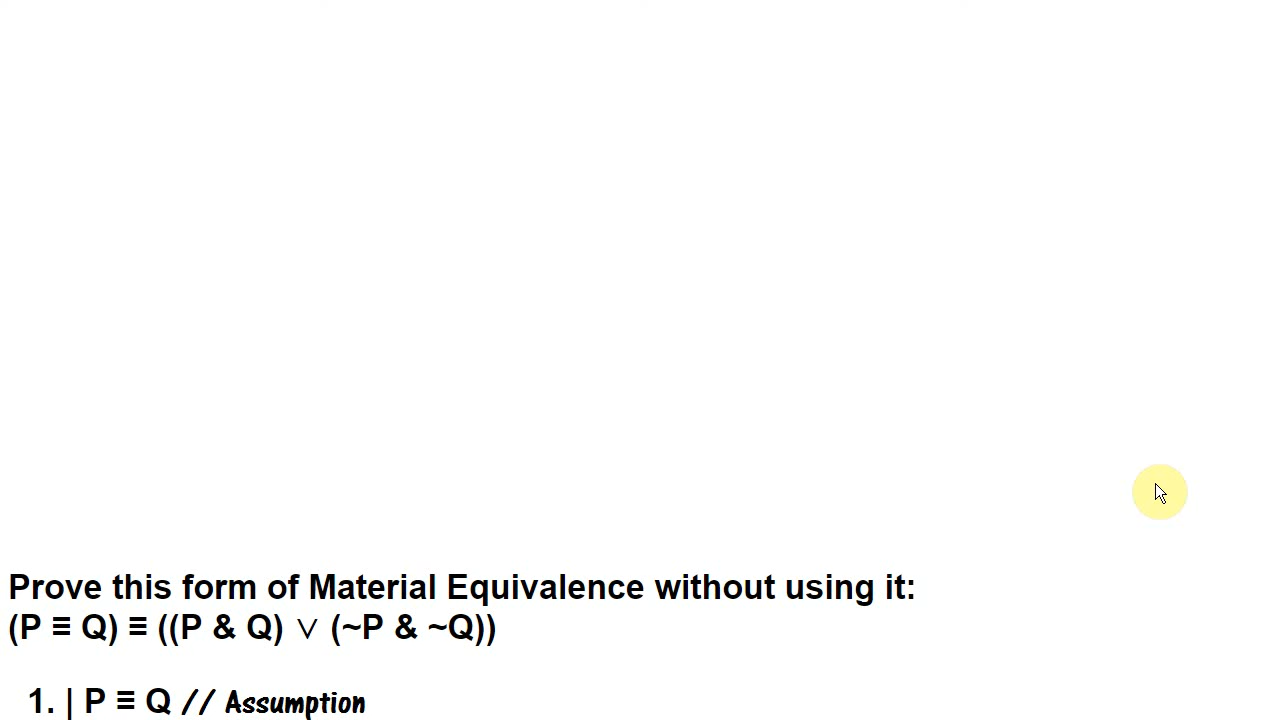 Prove this form of Material Equivalence without using it:
(P ≡ Q) ≡ ((P & Q) ∨ (~P & ~Q))
1. | P ≡ Q // Assumption